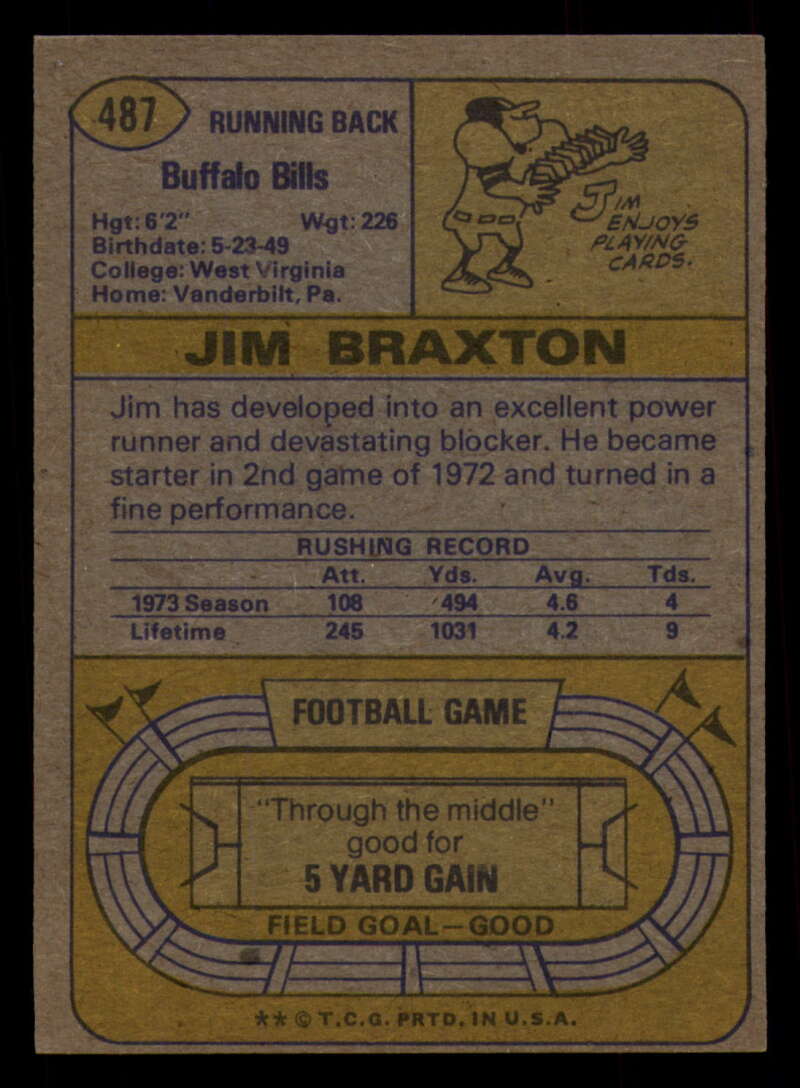 487
RUNNING BACK
Buffalo Bills
Hgt: 6'2" Wgt: 226
Birthdate: 5-23-49
College: West Virginia
Home: Vanderbilt, Pa.
JIM
ENJOYS
PLAYING
CARDS.
JIM BRAXTON
Jim has developed into an excellent power
runner and devastating blocker. He became
starter in 2nd game of 1972 and turned in a
fine performance.
RUSHING RECORD
Att. Yds. Avg. Tds.
1973 Season 108 494 4.6 4
Lifetime 245 1031 4.2 9
FOOTBALL GAME
"Through the middle"
good for
5 YARD GAIN
FIELD GOAL—GOOD
** © T.C.G. PRTD. IN U.S.A.